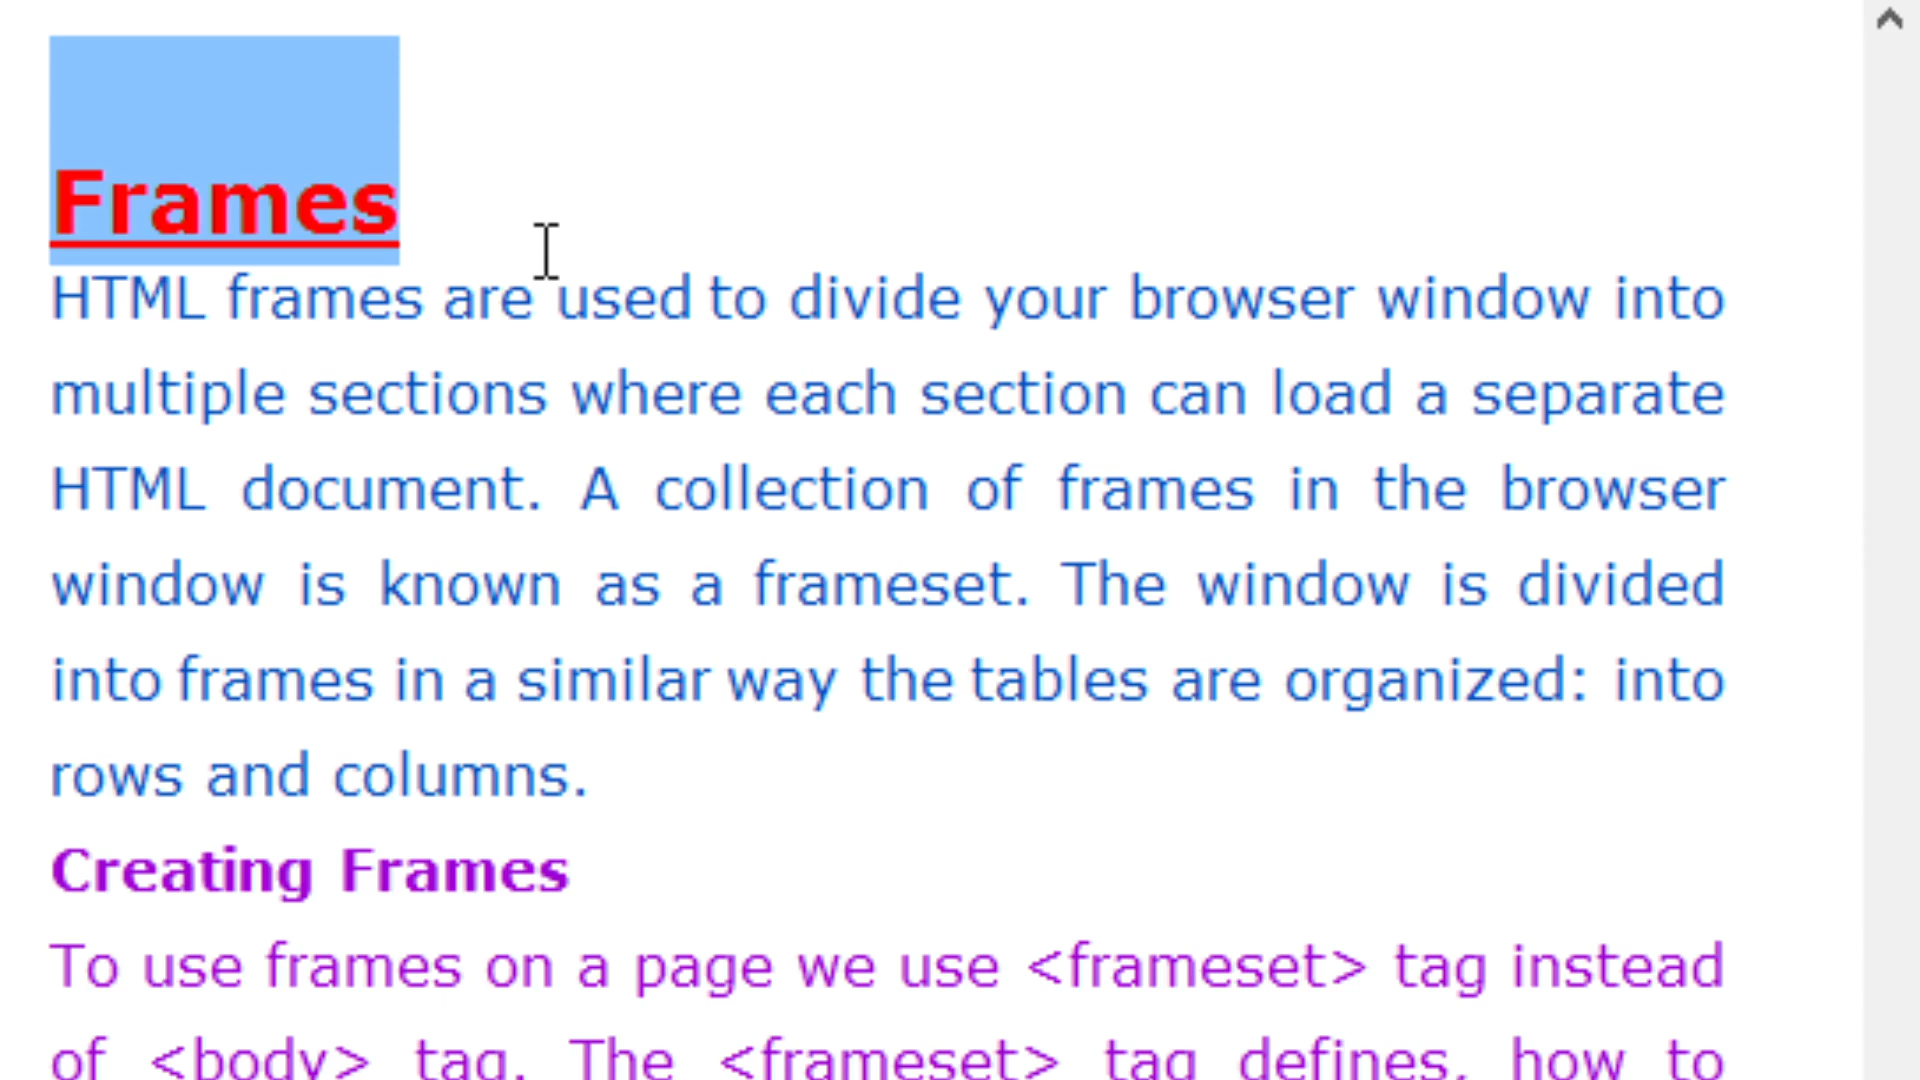 Frames
HTML frames are used to divide your browser window into
multiple sections where each section can load a separate
HTML document. A collection of frames in the browser
window is known as a frameset. The window is divided
into frames in a similar way the tables are organized: into
rows and columns.
Creating Frames
To use frames on a page we use <frameset> tag instead
of <body> tag. The <frameset> tag defines, how to